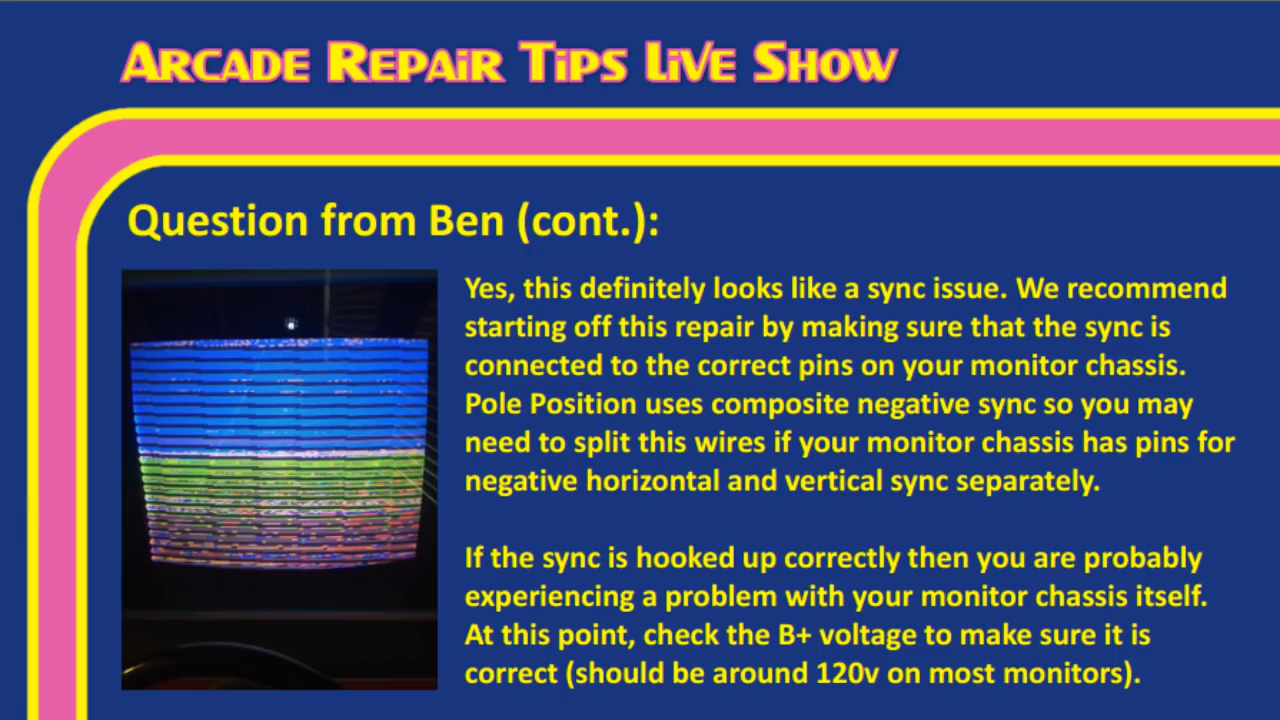 Arcade Repair Tips Live Show
Question from Ben (cont.):
Yes, this definitely looks like a sync issue. We recommend
starting off this repair by making sure that the sync is
connected to the correct pins on your monitor chassis.
Pole Position uses composite negative sync so you may
need to split this wires if your monitor chassis has pins for
negative horizontal and vertical sync separately.
If the sync is hooked up correctly then you are probably
experiencing a problem with your monitor chassis itself.
At this point, check the B+ voltage to make sure it is
correct (should be around 120v on most monitors).